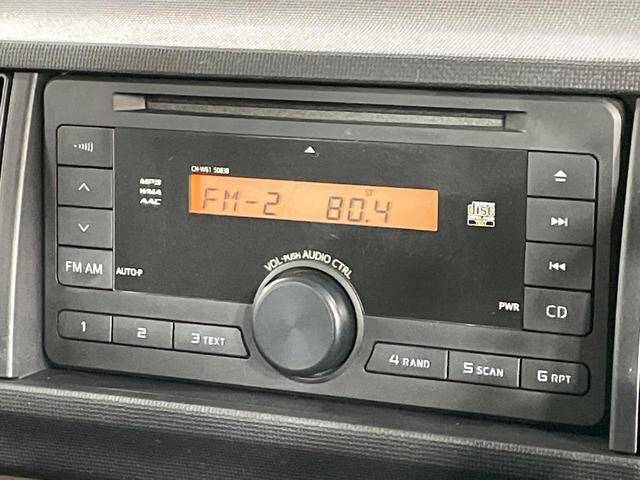 CN-W61 50838
MP3
WMA
AAC
FM-2 ST 80.4
disc
TEXT
VOL-PUSH AUDIO CTRL
FM AM
AUTO-P
PWR
CD
1
2
3 TEXT
4 RAND
5 SCAN
6 RPT